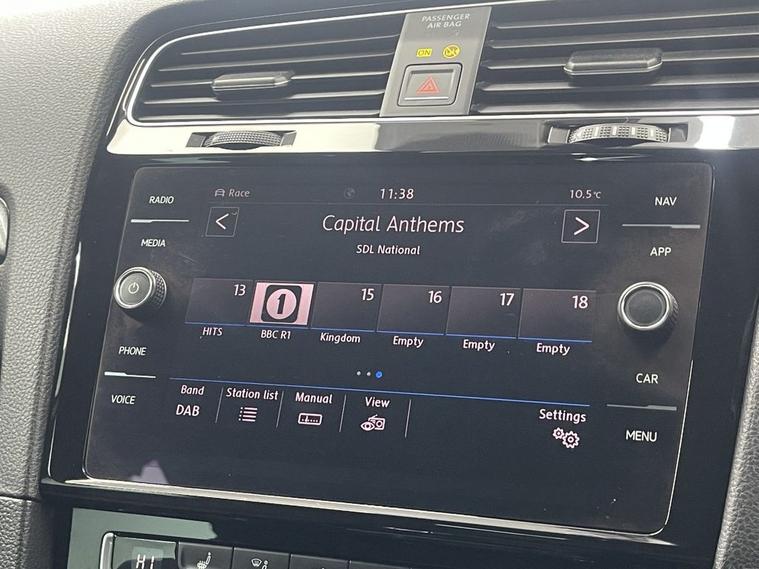 PASSENGER
AIR BAG
ON
RADIO
MEDIA
PHONE
VOICE
Race
11:38
10.5°C
<
Capital Anthems
>
SDL National
13
1
15
16
17
18
HITS
BBC R1
Kingdom
Empty
Empty
Empty
Band
DAB
Station list
Manual
View
Settings
NAV
APP
CAR
MENU
HI